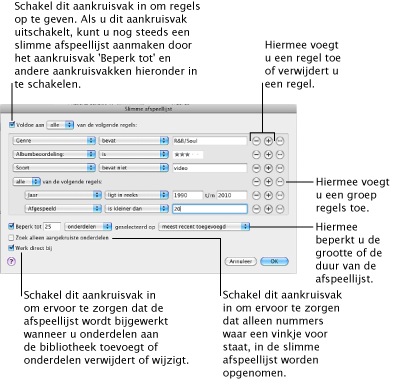 Schakel dit aankruisvak in om regels
op te geven. Als u dit aankruisvak
uitschakelt, kunt u nog steeds een
slimme afspeellijst aanmaken door
het aankruisvak 'Beperk tot' en
andere aankruisvakken hieronder in
te schakelen.
Hiermee voegt
u een regel toe
of verwijdert u
een regel.
Slimme afspeellijst
Voldoe aan alle van de volgende regels:
Genre bevat R&B/Soul
Albumbeoordeling: is ★★★
Soort bevat niet video
alle van de volgende regels:
Jaar ligt in reeks 1990 t/m 2010
Afgespeeld is kleiner dan 20
Hiermee voegt
u een groep
regels toe.
Beperk tot 25 onderdelen geselecteerd op meest recent toegevoegd
Zoek alleen aangekruiste onderdelen
Werk direct bij
? Annuleer OK
Hiermee
beperkt u de
grootte of de
duur van de
afspeellijst.
Schakel dit aankruisvak
in om ervoor te zorgen dat de
afspeellijst wordt bijgewerkt
wanneer u onderdelen aan
de bibliotheek toevoegt of
onderdelen verwijdert of wijzigt.
Schakel dit aankruisvak
in om ervoor te zorgen
dat alleen nummers
waar een vinkje voor
staat, in de slimme
afspeellijst worden
opgenomen.